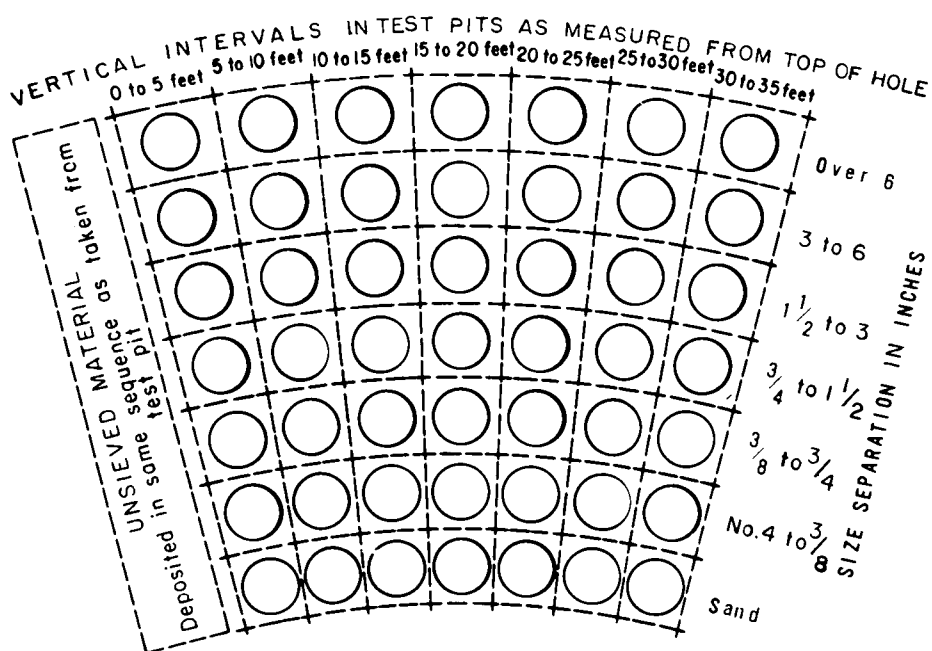 VERTICAL INTERVALS IN TEST PITS AS MEASURED FROM TOP OF HOLE
0 to 5 feet
5 to 10 feet
10 to 15 feet
15 to 20 feet
20 to 25 feet
25 to 30 feet
30 to 35 feet
UNSIEVED MATERIAL
Deposited in same sequence as taken from
test pit
Over 6
3 to 6
1 1/2 to 3
3/4 to 1 1/2
3/8 to 3/4
No. 4 to 3/8
Sand
SIZE SEPARATION IN INCHES